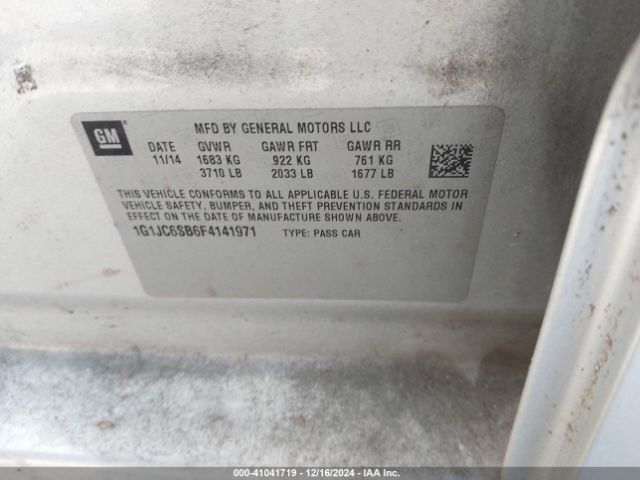 GM
MFD BY GENERAL MOTORS LLC
DATE GVWR GAWR FRT GAWR RR
11/14 1683 KG 922 KG 761 KG
3710 LB 2033 LB 1677 LB
THIS VEHICLE CONFORMS TO ALL APPLICABLE U.S. FEDERAL MOTOR
VEHICLE SAFETY, BUMPER, AND THEFT PREVENTION STANDARDS IN
EFFECT ON THE DATE OF MANUFACTURE SHOWN ABOVE.
1G1JC6SB6F4141971 TYPE: PASS CAR
000-41041719 - 12/16/2024 - IAA Inc.